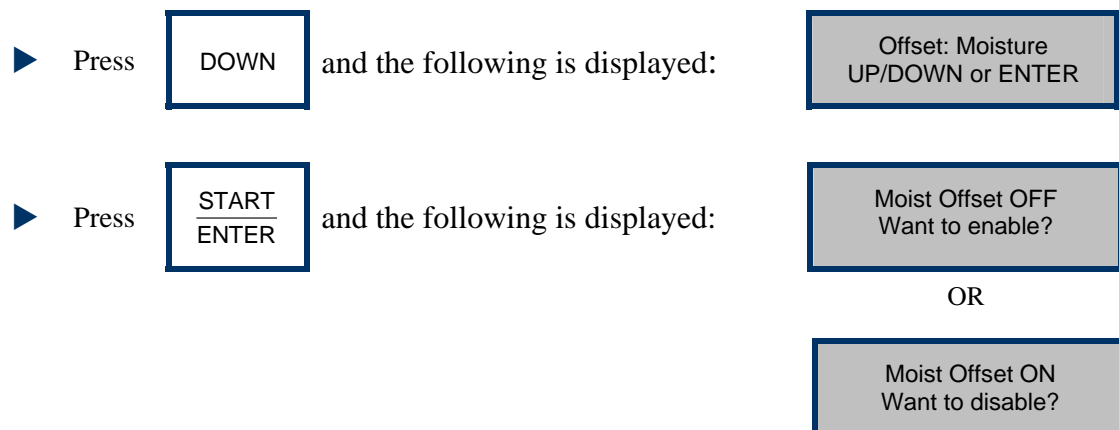 Press DOWN and the following is displayed:
Offset: Moisture
UP/DOWN or ENTER
Press START
ENTER and the following is displayed:
Moist Offset OFF
Want to enable?
OR
Moist Offset ON
Want to disable?